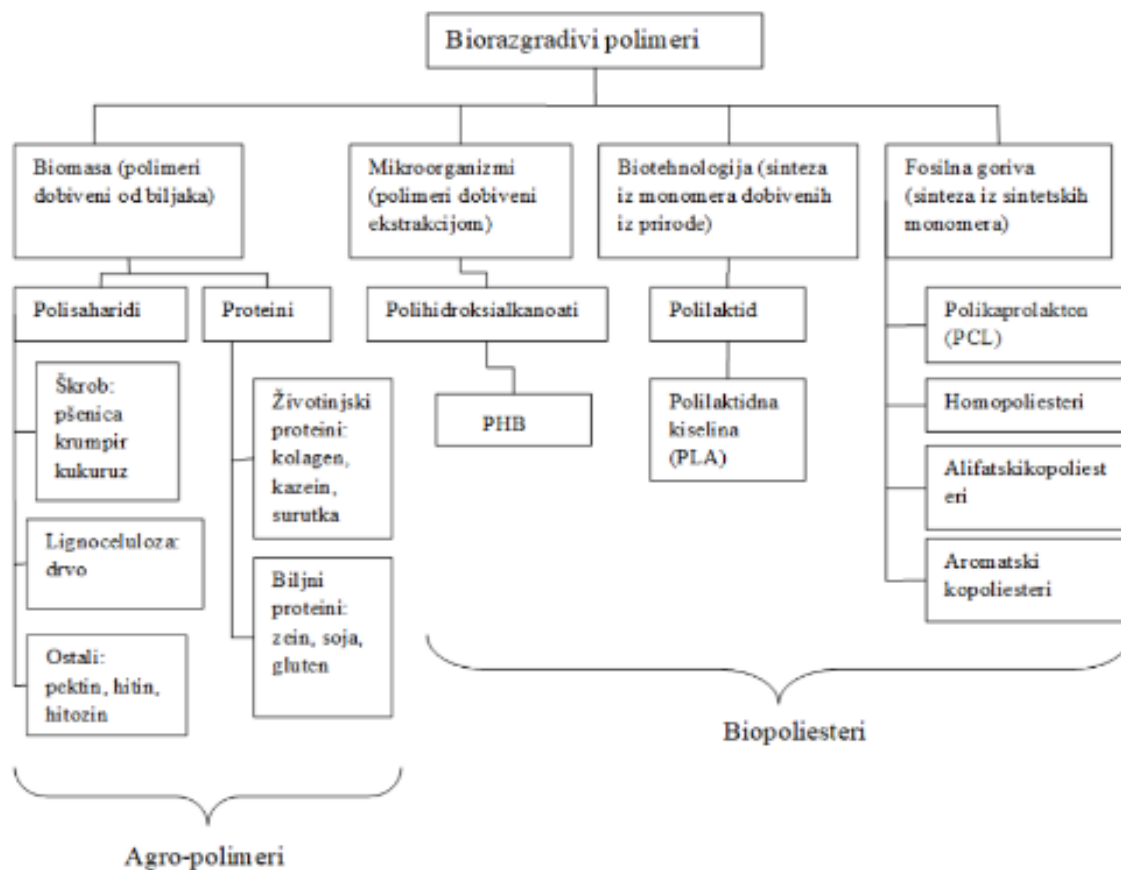 Biorazgradivi polimeri
Biomasa (polimeri
dobiveni od biljaka)
Mikroorganizmi
(polimeri dobiveni
ekstrakcijom)
Biotehnologija (sinteza
iz monomera dobivenih
iz prirode)
Fosilna goriva
(sinteza iz sintetskih
monomera)
Polisaharidi
Proteini
Polihidroksialkanoati
Polilaktid
Polikaprolakton
(PCL)
Škrob:
pšenica
krumpir
kukuruz
Životinjski
proteini:
kolagen,
kazein,
surutka
PHB
Polilaktidna
kiselina
(PLA)
Homopoliesteri
Alifatskikopoliest
eri
Lignoceluloza:
drvo
Biljni
proteini:
zein, soja,
gluten
Aromatski
kopoliesteri
Ostali:
pektin, hitin,
hitozin
Biopoliesteri
Agro-polimeri